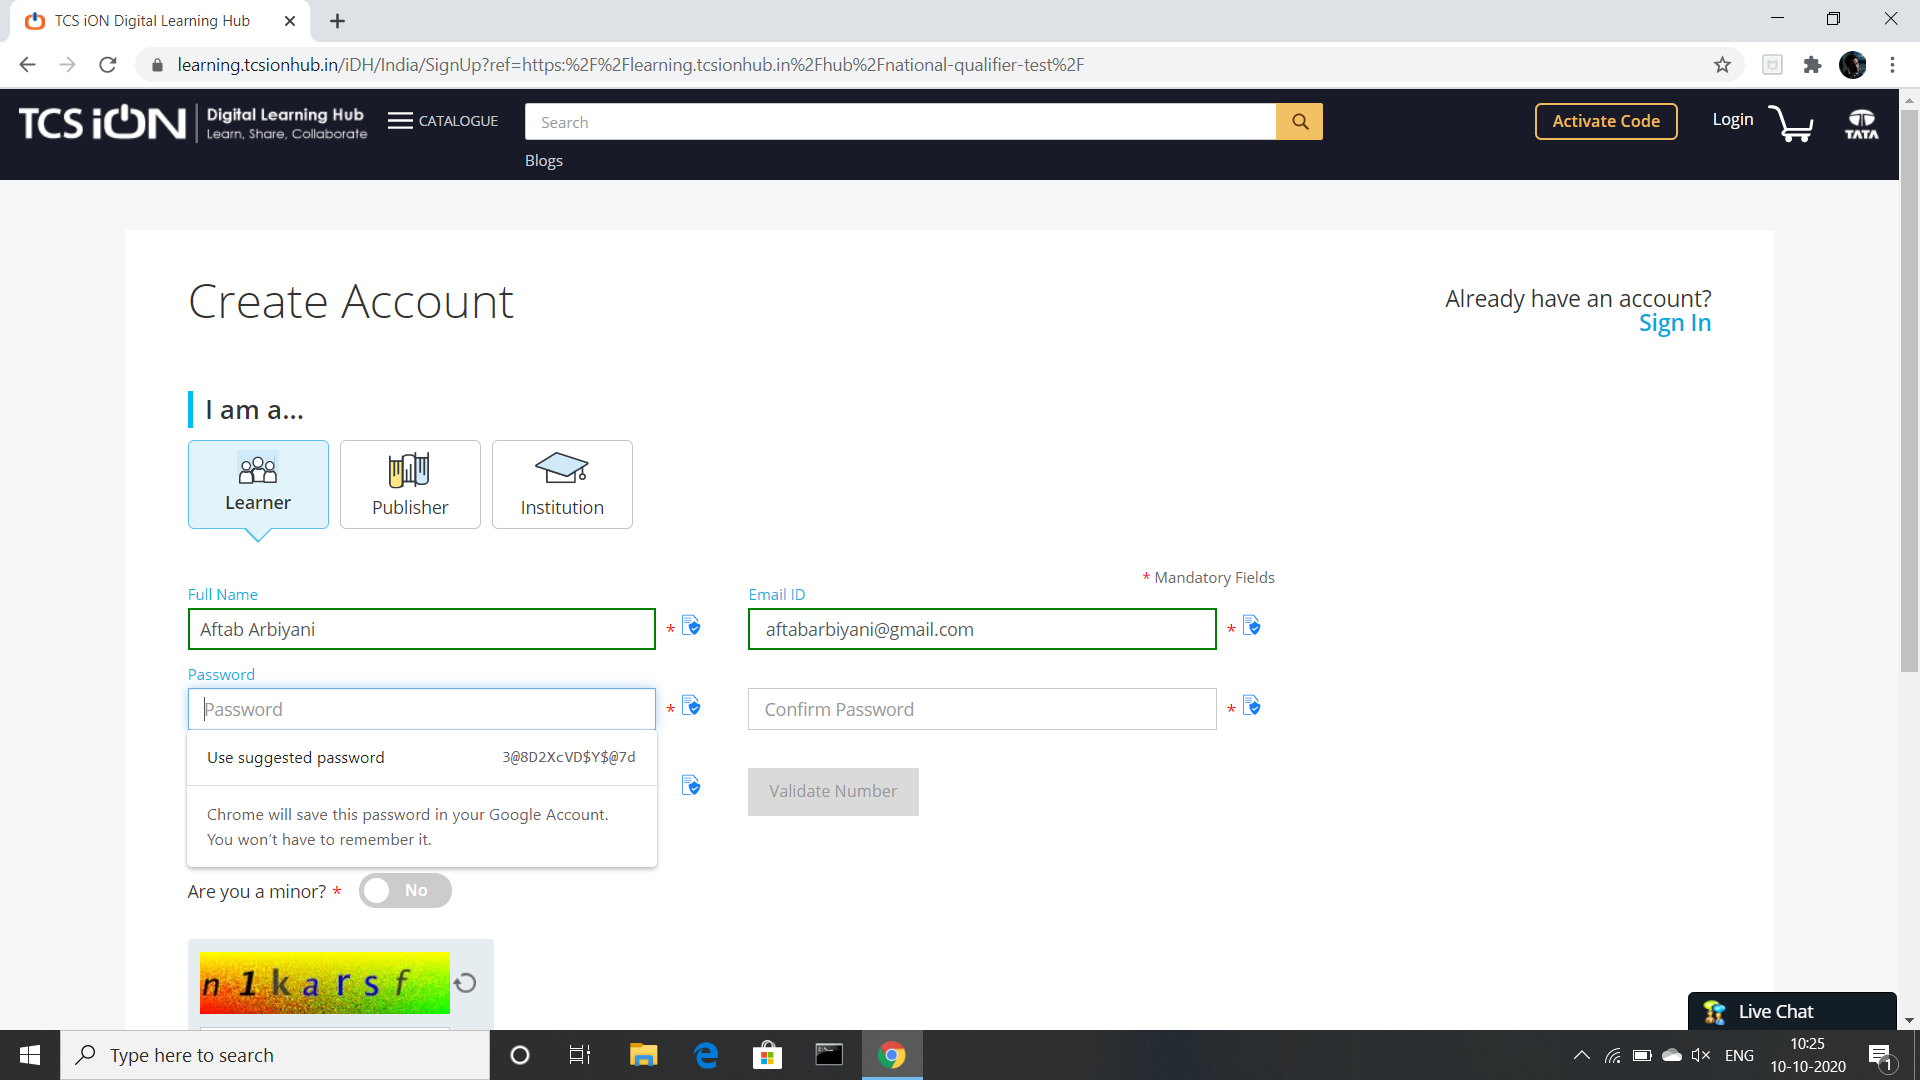 TCS iON Digital Learning Hub
learning.tcsionhub.in/iDH/India/SignUp?ref=https:%2F%2Flearning.tcsionhub.in%2Fhub%2Fnational-qualifier-test%2F
TCS iON
Digital Learning Hub
Learn, Share, Collaborate
CATALOGUE
Search
Activate Code
Login
TATA
Blogs
Create Account
Already have an account?
Sign In
I am a...
Learner
Publisher
Institution
* Mandatory Fields
Full Name
Email ID
Aftab Arbiyani *
aftabarbiyani@gmail.com *
Password
Password *
Confirm Password *
Use suggested password 3@8D2XcVD$Y$@7d
Validate Number
Chrome will save this password in your Google Account.
You won't have to remember it.
Are you a minor? * No
n1karsf
Live Chat
Type here to search
ENG
10:25
10-10-2020
1